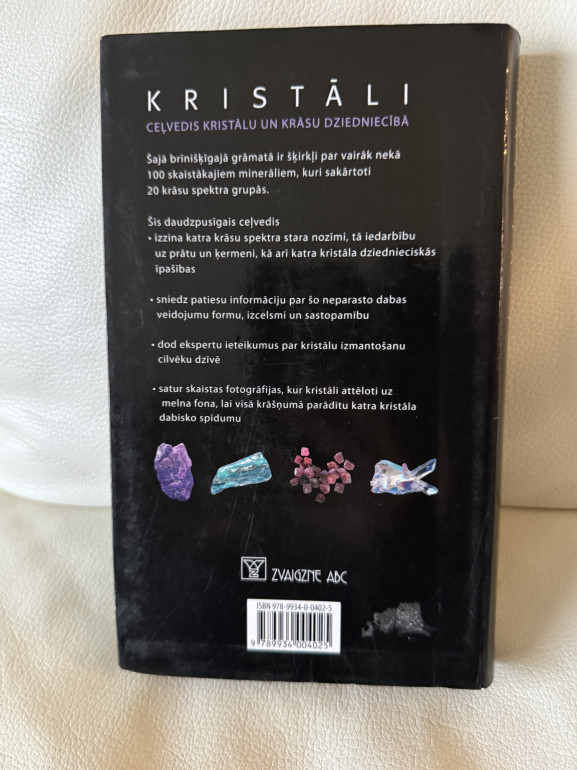 KRISTĀLI
CEĻVEDIS KRISTĀLU UN KRĀSU DZIEDNIECĪBĀ
Šajā brīnišķīgajā grāmatā ir šķirkļi par vairāk nekā
100 skaistākajiem minerāliem, kuri sakārtoti
20 krāsu spektra grupās.
Šis daudzpusīgais ceļvedis
• izzina katra krāsu spektra stara nozīmi, tā iedarbību
uz prātu un ķermeni, kā arī katra kristāla dziednieciskās
īpašības
• sniedz patiesu informāciju par šo neparasto dabas
veidojumu formu, izcelsmi un sastopamību
• dod ekspertu ieteikumus par kristālu izmantošanu
cilvēku dzīvē
• satur skaistas fotogrāfijas, kur kristāli attēloti uz
melna fona, lai visā krāšņumā parādītu katra kristāla
dabisko spīdumu
ZVAIGZNE ABC
ISBN 978-9934-0-0402-5
9 789934 004025